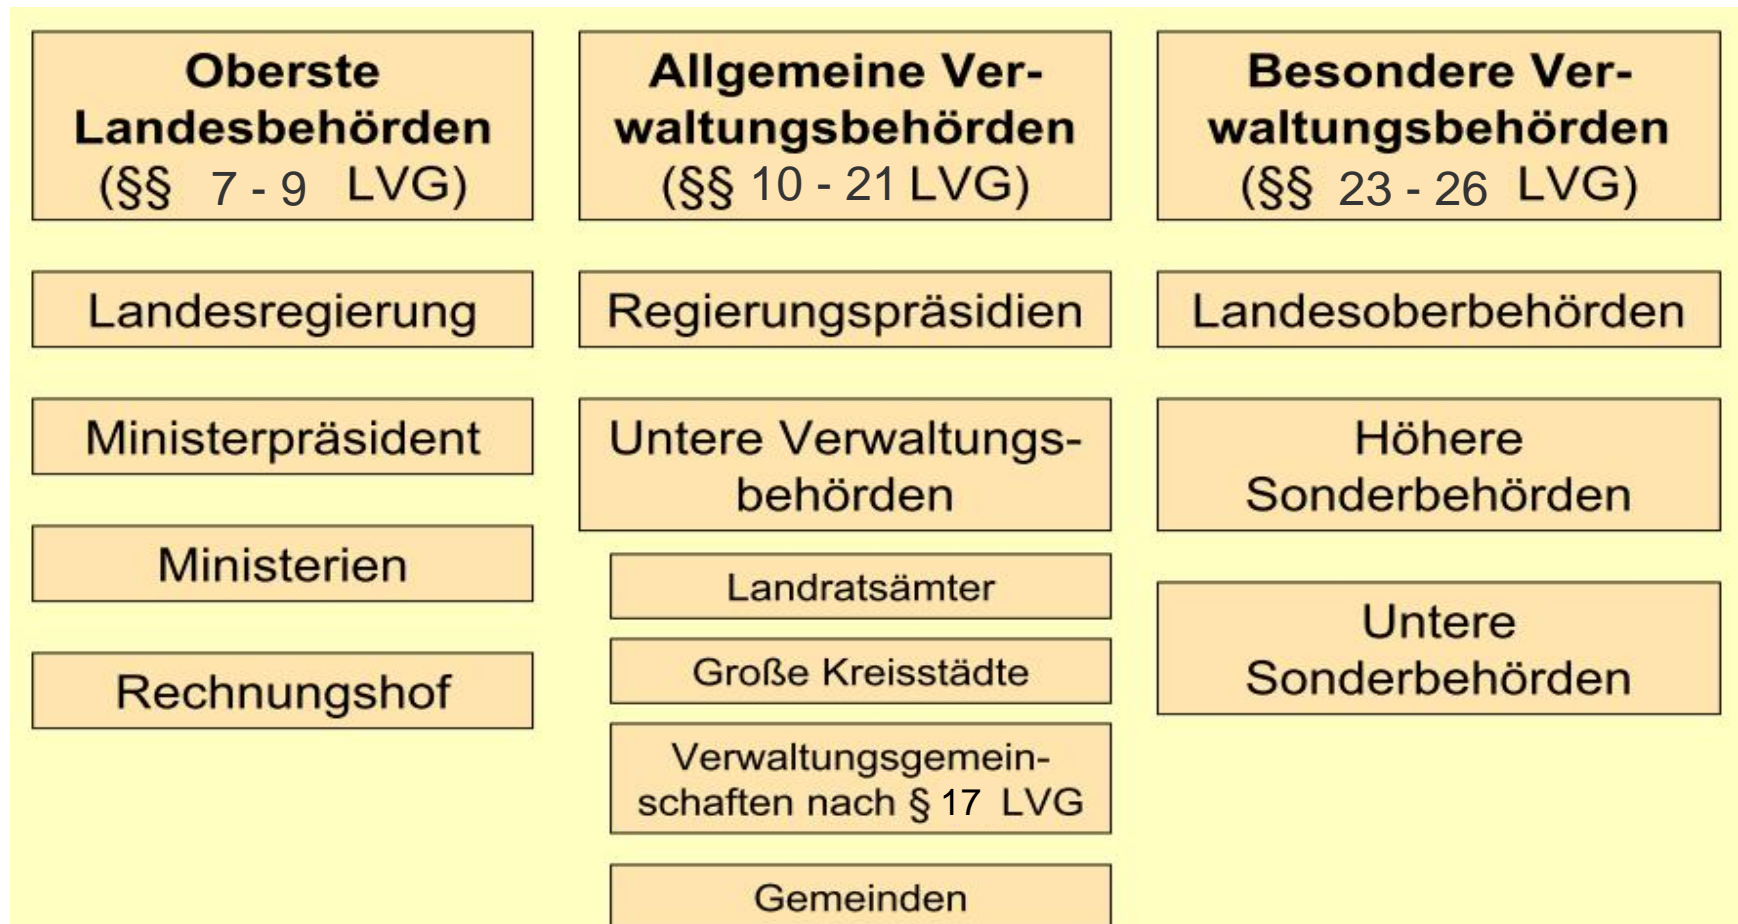 Oberste
Landesbehörden
(§§ 7 - 9 LVG)
Landesregierung
Ministerpräsident
Ministerien
Rechnungshof
Allgemeine Ver-
waltungsbehörden
(§§ 10 - 21 LVG)
Regierungspräsidien
Untere Verwaltungs-
behörden
Landratsämter
Große Kreisstädte
Verwaltungsgemein-
schaften nach § 17 LVG
Gemeinden
Besondere Ver-
waltungsbehörden
(§§ 23 - 26 LVG)
Landesoberbehörden
Höhere
Sonderbehörden
Untere
Sonderbehörden